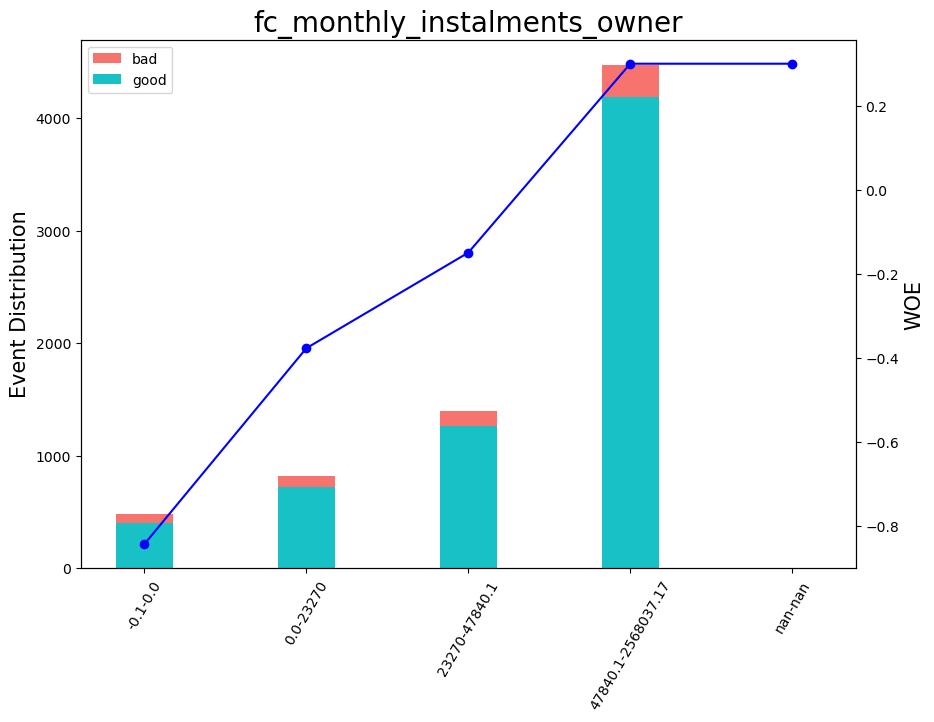 fc_monthly_instalments_owner
bad
good
Event Distribution
4000
3000
2000
1000
0
0.2
0.0
−0.2
−0.4
−0.6
−0.8
WOE
-0.1-0.0
0.0-23270
23270-47840.1
47840.1-2568037.17
nan-nan